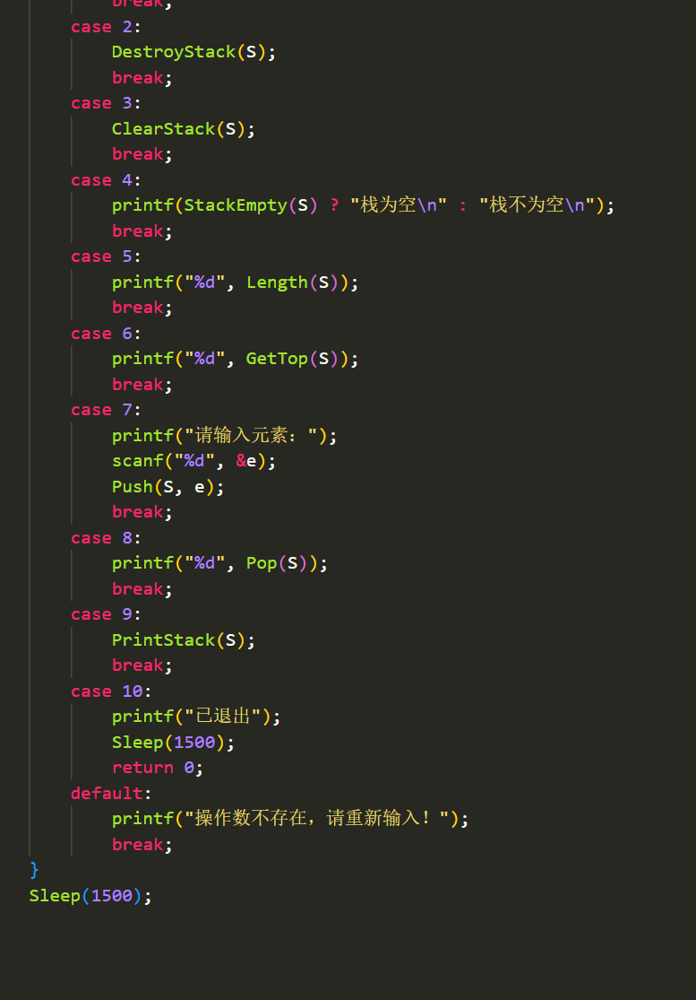 break;
case 2:
DestroyStack(S);
break;
case 3:
ClearStack(S);
break;
case 4:
printf(StackEmpty(S) ? "栈为空\n" : "栈不为空\n");
break;
case 5:
printf("%d", Length(S));
break;
case 6:
printf("%d", GetTop(S));
break;
case 7:
printf("请输入元素：");
scanf("%d", &e);
Push(S, e);
break;
case 8:
printf("%d", Pop(S));
break;
case 9:
PrintStack(S);
break;
case 10:
printf("已退出");
Sleep(1500);
return 0;
default:
printf("操作数不存在，请重新输入！");
break;
}
Sleep(1500);